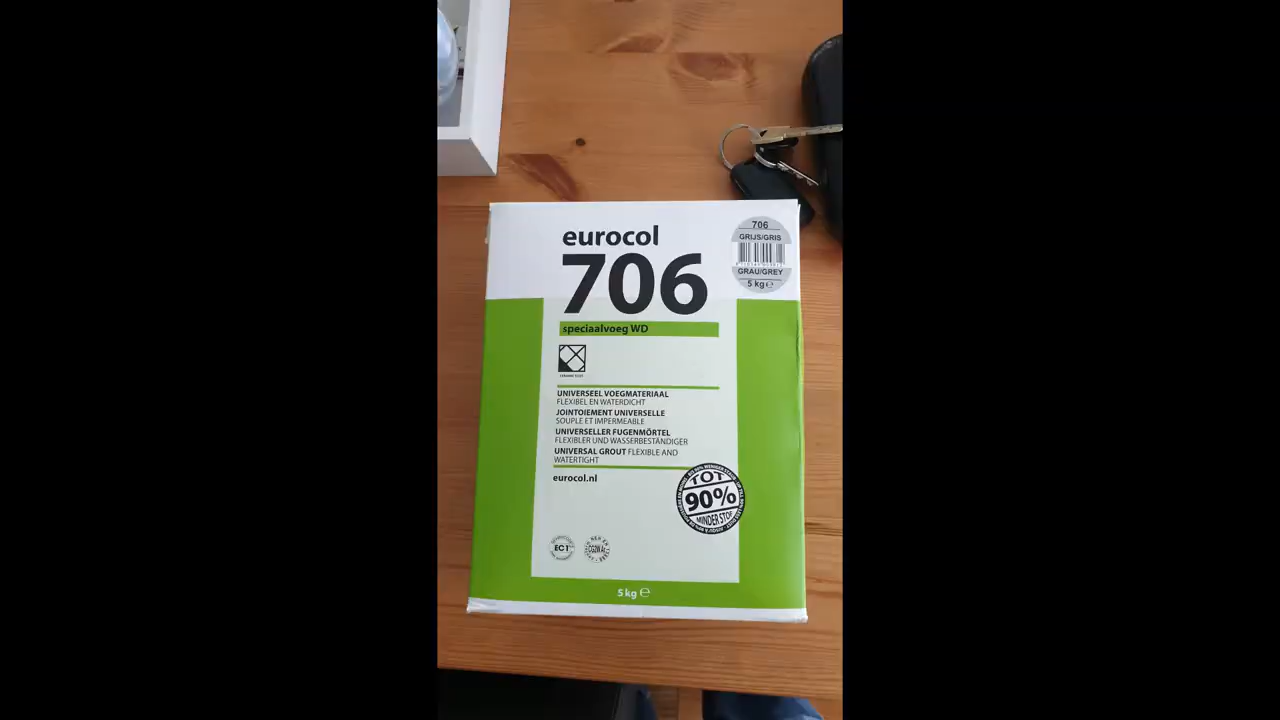 eurocol
706
speciaalvoeg WD
706
GRIJS/GRIS
GRAU/GREY
5 kg e
UNIVERSEEL VOEGMATERIAAL
FLEXIBEL EN WATERDICHT
JOINTOIEMENT UNIVERSELLE
SOUPLE ET IMPERMEABLE
UNIVERSELLER FUGENMÖRTEL
FLEXIBLER UND WASSERBESTÄNDIGER
UNIVERSAL GROUT FLEXIBLE AND
WATERTIGHT
eurocol.nl
TOT
90%
MINDER STOF
EC1
CG2WAr
5 kg e